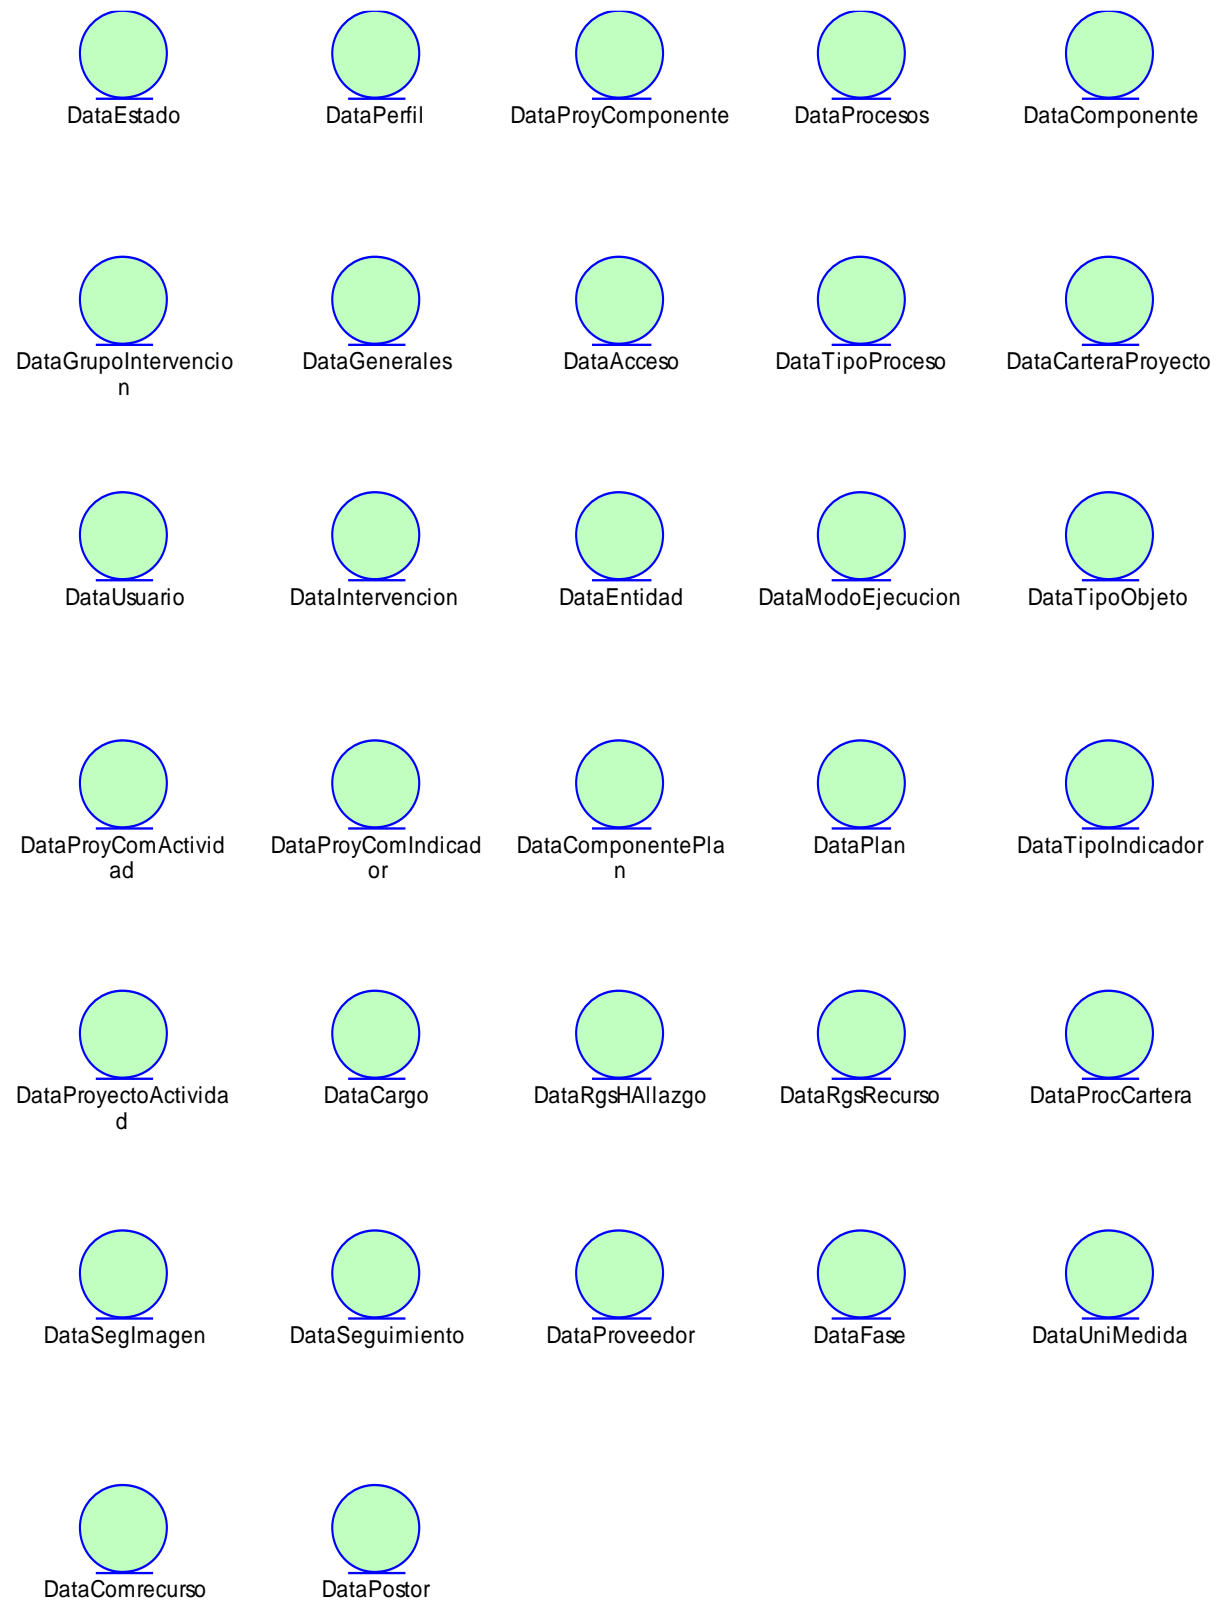 DataEstado
DataPerfil
DataProyComponente
DataProcesos
DataComponente
DataGrupoIntervencio
n
DataGenerales
DataAcceso
DataTipoProceso
DataCarteraProyecto
DataUsuario
DataIntervencion
DataEntidad
DataModoEjecucion
DataTipoObjeto
DataProyComActivid
ad
DataProyComIndicad
or
DataComponentePla
n
DataPlan
DataTipoIndicador
DataProyectoActivida
d
DataCargo
DataRgsHAllazgo
DataRgsRecurso
DataProcCartera
DataSegImagen
DataSeguimiento
DataProveedor
DataFase
DataUniMedida
DataComrecurso
DataPostor